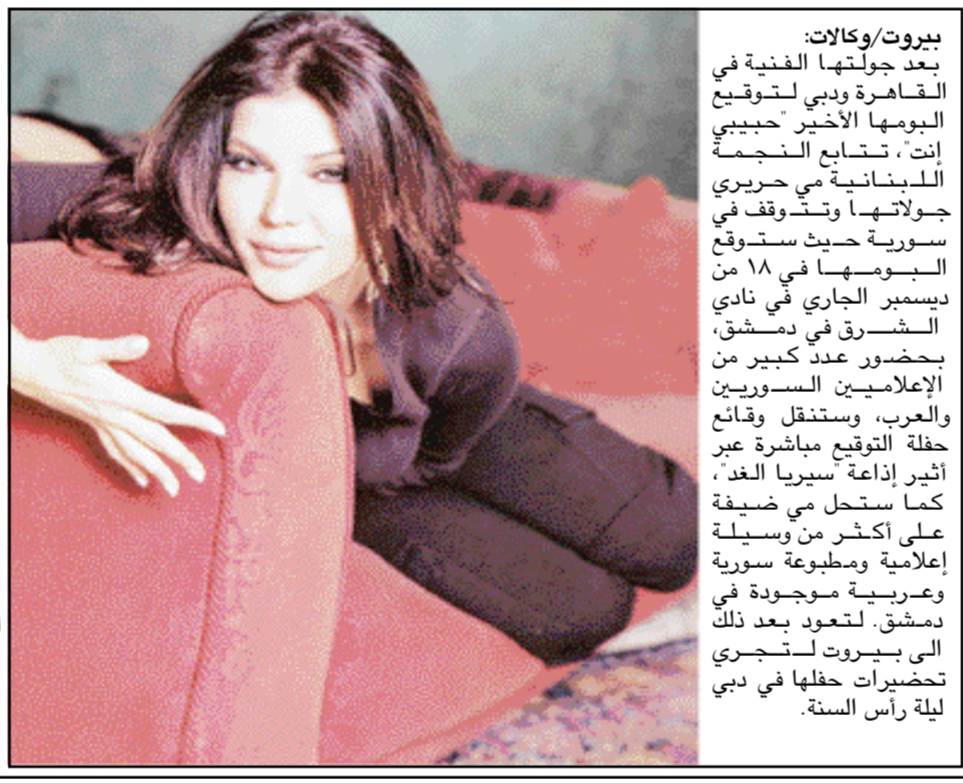 بيروت/وكالات:
بعد جولتها الفنية في
القاهرة ودبي لتوقيع
البومها الأخير "حبيبي
إنت"، تتابع النجمة
اللبنانية مي حريري
جولاتها وتتوقف في
سورية حيث ستوقع
البومها في ١٨ من
ديسمبر الجاري في نادي
الشرق في دمشق،
بحضور عدد كبير من
الإعلاميين السوريين
والعرب، وستنقل وقائع
حفلة التوقيع مباشرة عبر
أثير إذاعة "سيريا الغد"،
كما ستحل مي ضيفة
على أكثر من وسيلة
إعلامية ومطبوعة سورية
وعربية موجودة في
دمشق. لتعود بعد ذلك
الى بيروت لتجري
تحضيرات حفلها في دبي
ليلة رأس السنة.